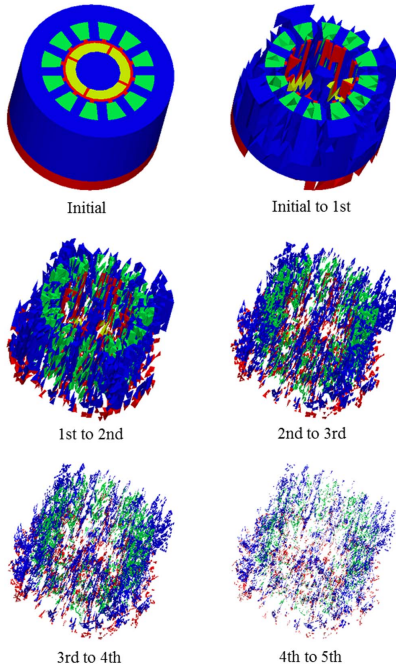 Initial
Initial to 1st
1st to 2nd
2nd to 3rd
3rd to 4th
4th to 5th